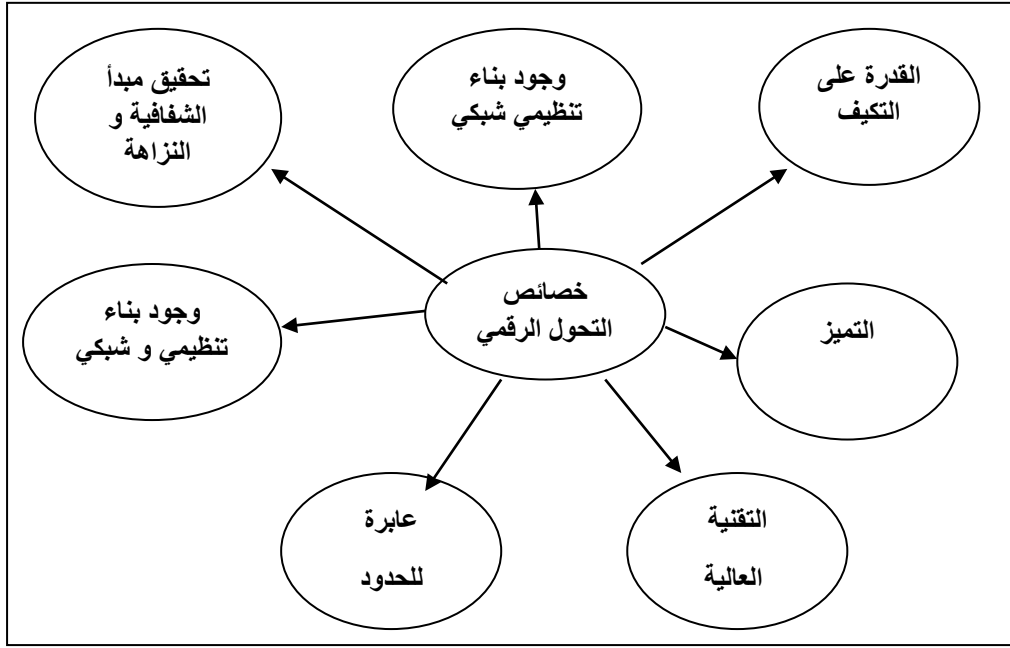 القدرة على
التكيف
وجود بناء
تنظيمي شبكي
تحقيق مبدأ
الشفافية و
النزاهة
خصائص
التحول الرقمي
التميز
وجود بناء
تنظيمي و شبكي
التقنية
العالية
عابرة
للحدود